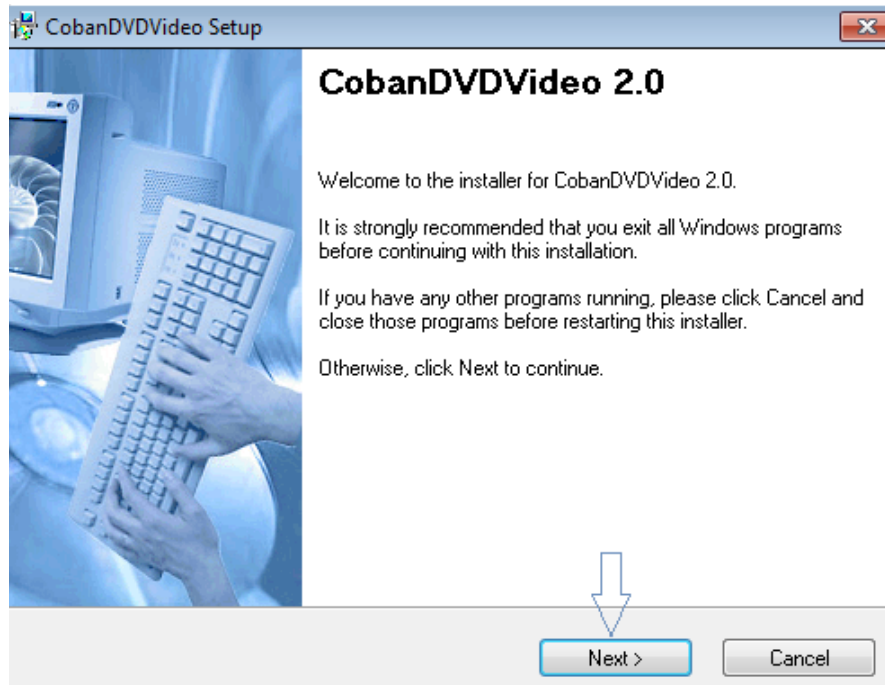 CobanDVDVideo Setup
CobanDVDVideo 2.0
Welcome to the installer for CobanDVDVideo 2.0.
It is strongly recommended that you exit all Windows programs
before continuing with this installation.
If you have any other programs running, please click Cancel and
close those programs before restarting this installer.
Otherwise, click Next to continue.
Next >
Cancel